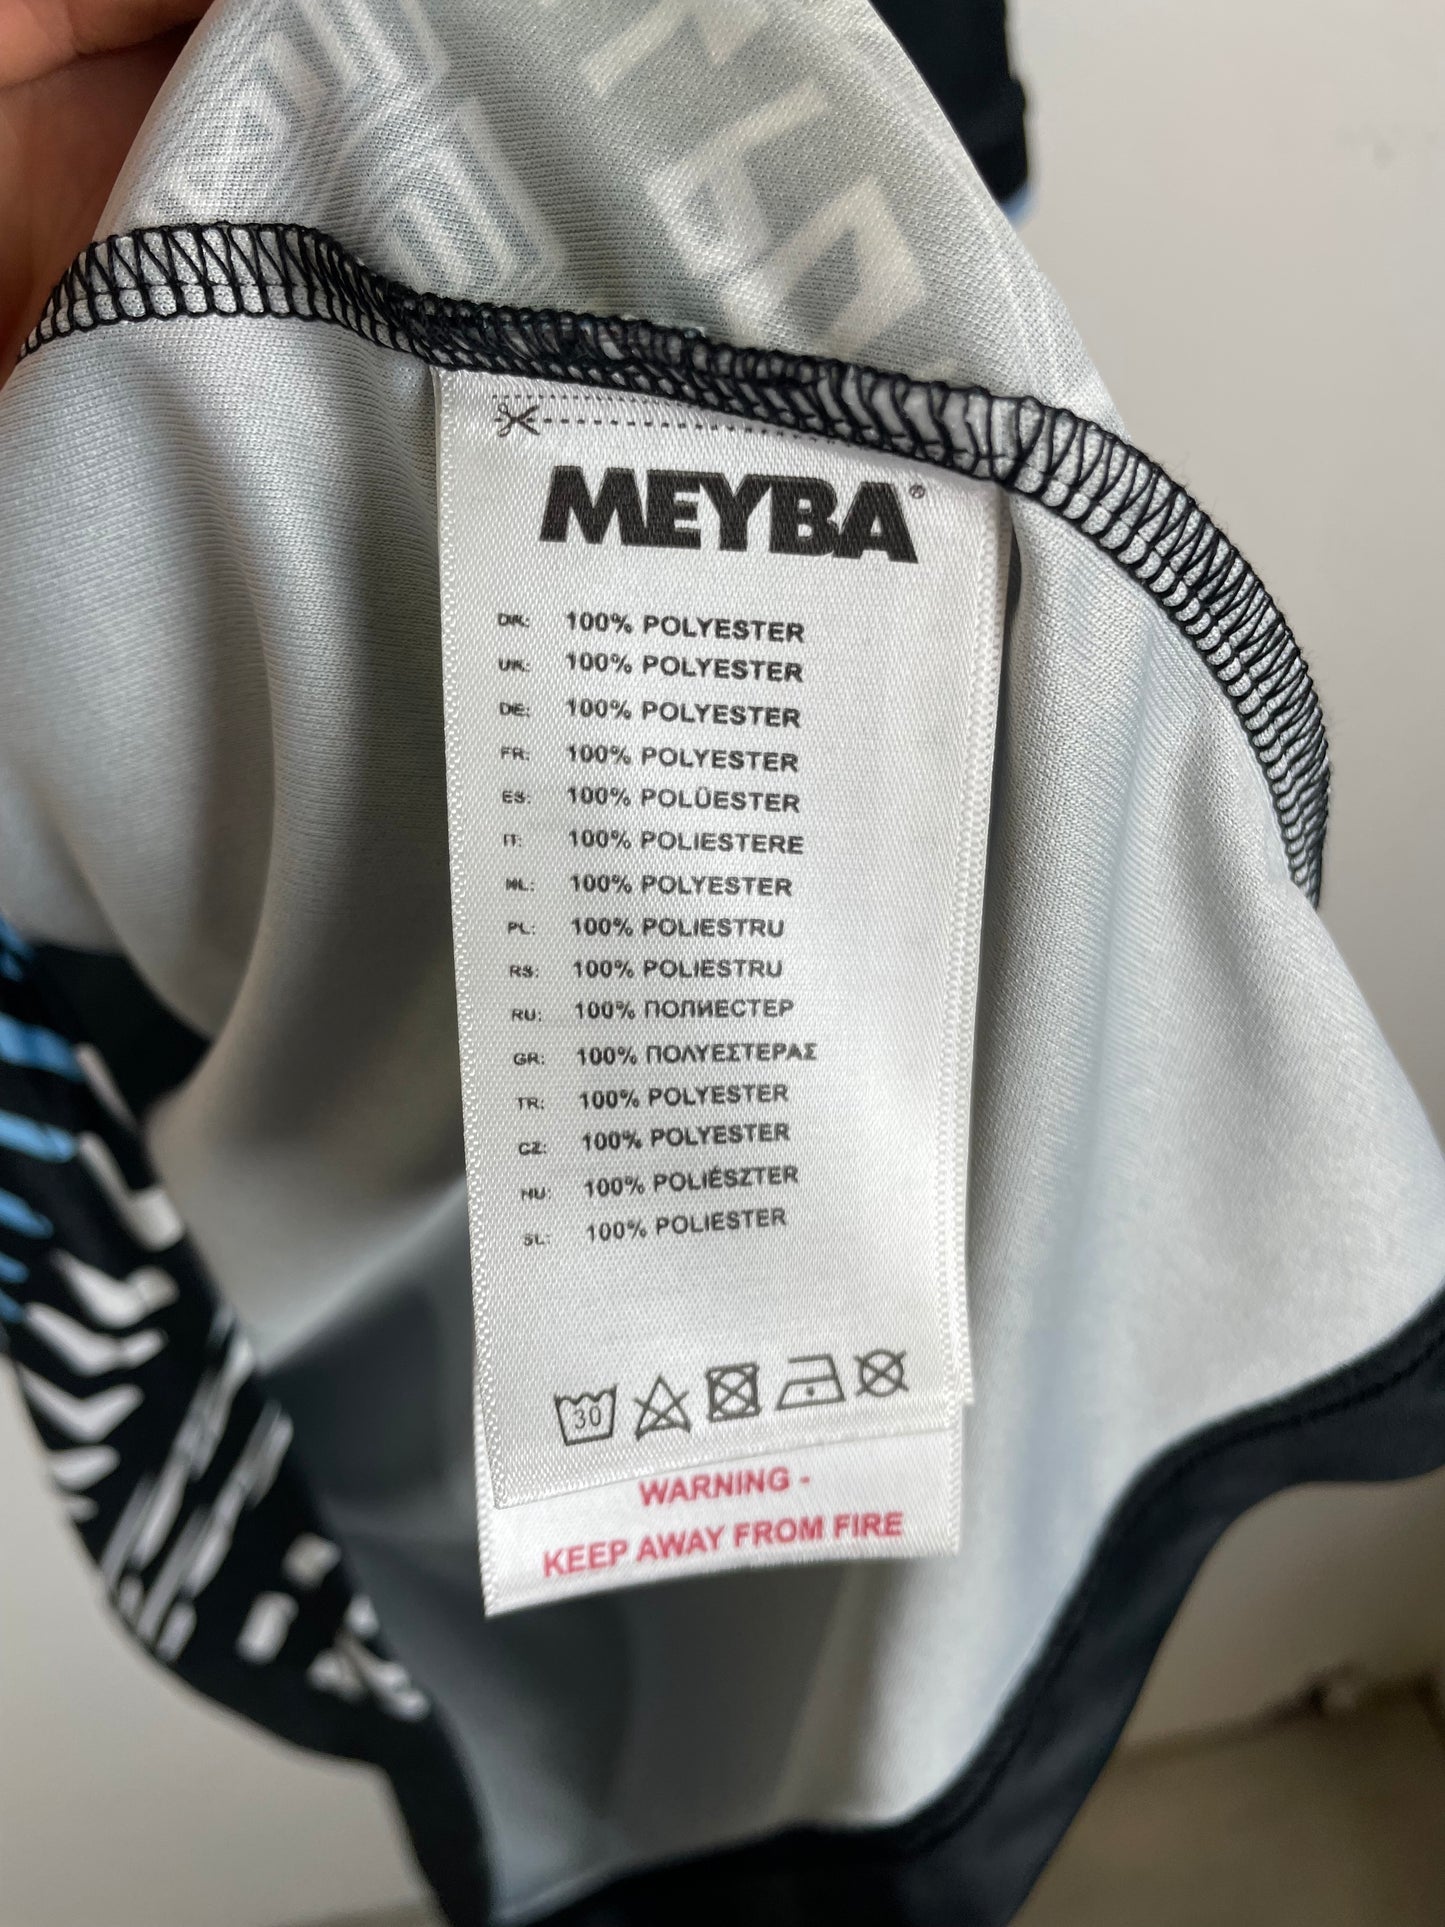 MEYBA®
DK: 100% POLYESTER
UK: 100% POLYESTER
DE: 100% POLYESTER
FR: 100% POLYESTER
ES: 100% POLÜESTER
IT: 100% POLIESTERE
NL: 100% POLYESTER
PL: 100% POLIESTRU
RS: 100% POLIESTRU
RU: 100% ПОЛИЕСТЕР
GR: 100% ΠΟΛΥΕΣΤΕΡΑΣ
TR: 100% POLYESTER
CZ: 100% POLYESTER
HU: 100% POLIÉSZTER
SL: 100% POLIESTER
30
WARNING -
KEEP AWAY FROM FIRE